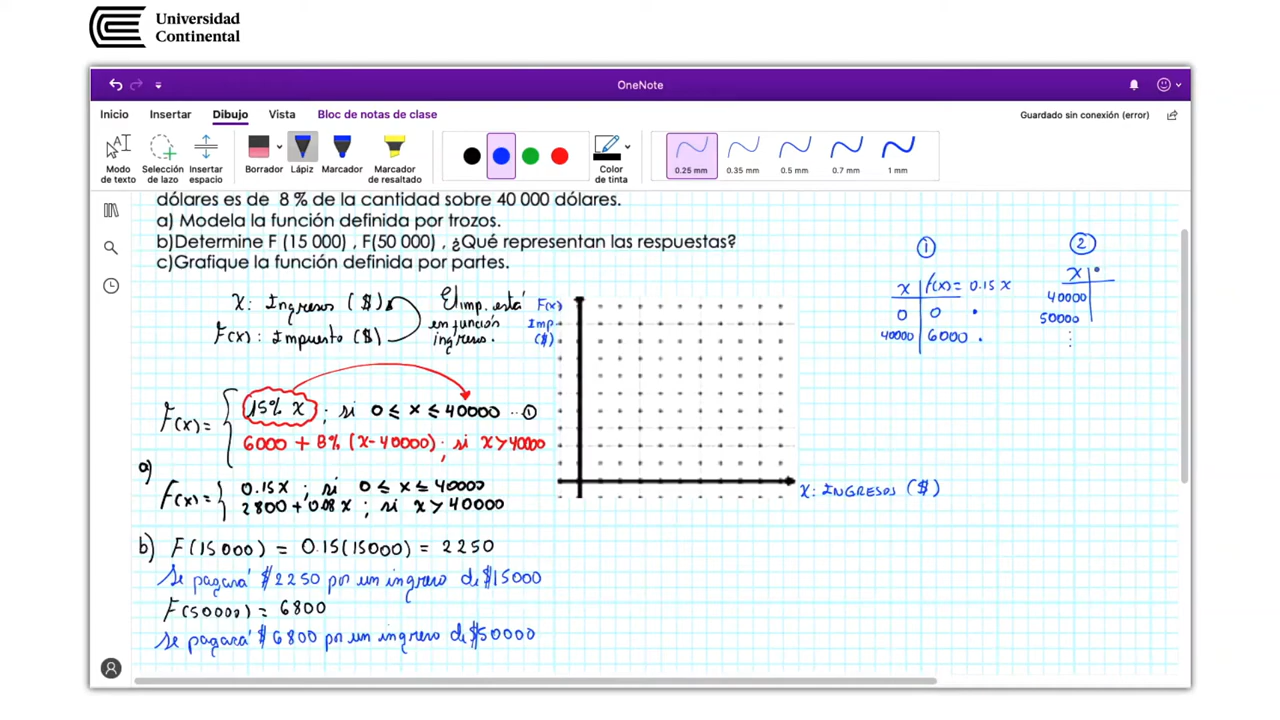 Universidad
Continental
OneNote
Inicio
Insertar
Dibujo
Vista
Bloc de notas de clase
Guardado sin conexión (error)
Modo de texto
Selección de lazo
Insertar espacio
Borrador
Lápiz
Marcador
Marcador de resaltado
Color de tinta
0.25 mm
0.35 mm
0.5 mm
0.7 mm
1 mm
dólares es de 8 % de la cantidad sobre 40 000 dólares.
a) Modela la función definida por trozos.
b)Determine F (15 000) , F(50 000) , ¿Qué representan las respuestas?
c)Grafique la función definida por partes.
x: Ingresos ($)
F(x): Impuesto ($)
El imp. está
en función
ingreso.
F(x)
Imp.
($)
x: INGRESOS ($)
F(x) = { 15% x ; si 0 ≤ x ≤ 40000 ... ①
6000 + 8% (x-40000) ; si x > 40000
a)
F(x) = { 0.15x ; si 0 ≤ x ≤ 40000
2800 + 0.08x ; si x > 40000
b) F(15000) = 0.15(15000) = 2250
Se pagará $2250 por un ingreso de $15000
F(50000) = 6800
Se pagará $6800 por un ingreso de $50000
①
x f(x) = 0.15x
0 0
40000 6000
②
x
40000
50000
⋮